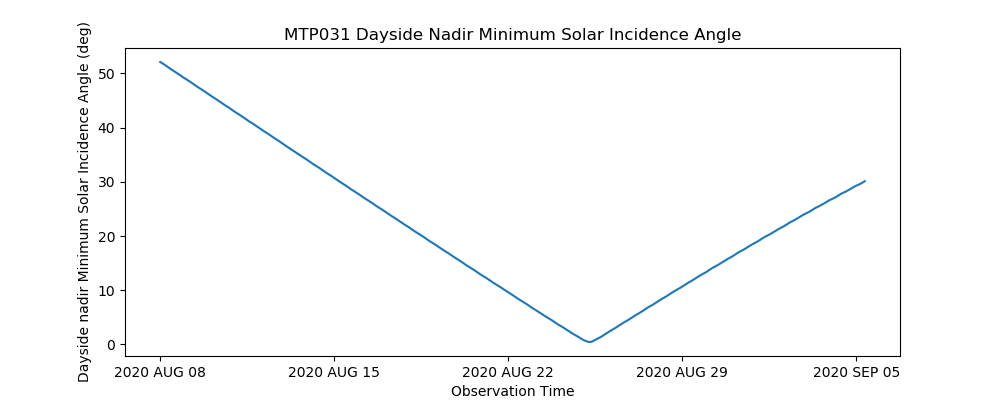 MTP031 Dayside Nadir Minimum Solar Incidence Angle
Dayside nadir Minimum Solar Incidence Angle (deg)
50
40
30
20
10
0
2020 AUG 08
2020 AUG 15
2020 AUG 22
2020 AUG 29
2020 SEP 05
Observation Time